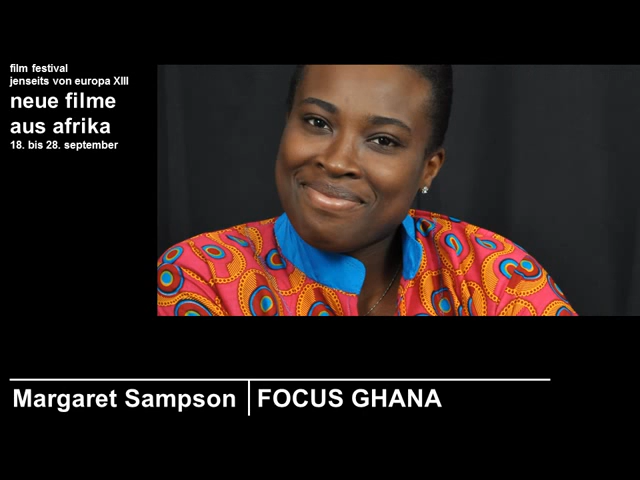 film festival
jenseits von europa XIII
neue filme
aus afrika
18. bis 28. september
Margaret Sampson | FOCUS GHANA